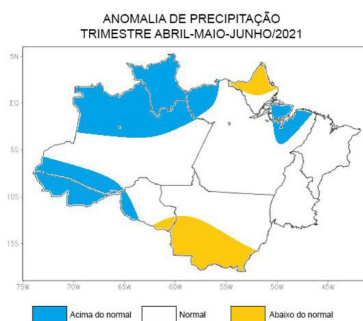 ANOMALIA DE PRECIPITAÇÃO
TRIMESTRE ABRIL-MAIO-JUNHO/2021
5N
EQ
5S
10S
15S
75W
70W
65W
60W
55W
50W
45W
Acima do normal
Normal
Abaixo do normal